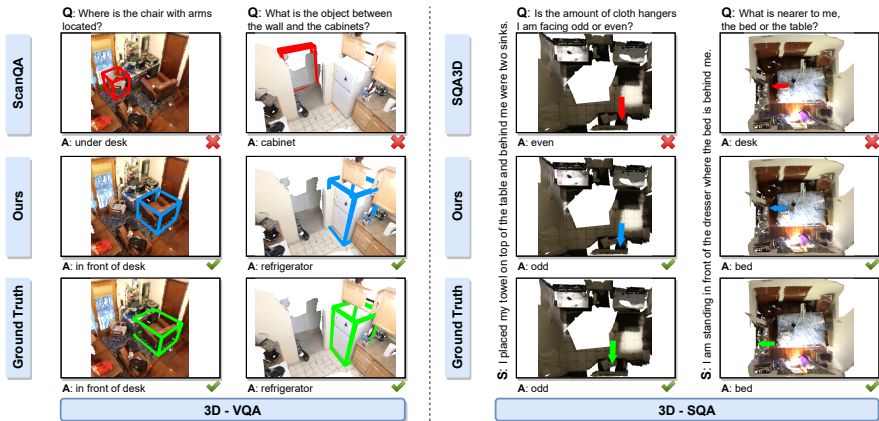 Q: Where is the chair with arms
located?
Q: What is the object between
the wall and the cabinets?
ScanQA
A: under desk
A: cabinet
Ours
A: in front of desk
A: refrigerator
Ground Truth
A: in front of desk
A: refrigerator
3D - VQA
Q: Is the amount of cloth hangers
I am facing odd or even?
Q: What is nearer to me,
the bed or the table?
SQA3D
S: I placed my towel on top of the table and behind me were two sinks.
S: I am standing in front of the dresser where the bed is behind me.
A: even
A: desk
Ours
A: odd
A: bed
Ground Truth
A: odd
A: bed
3D - SQA